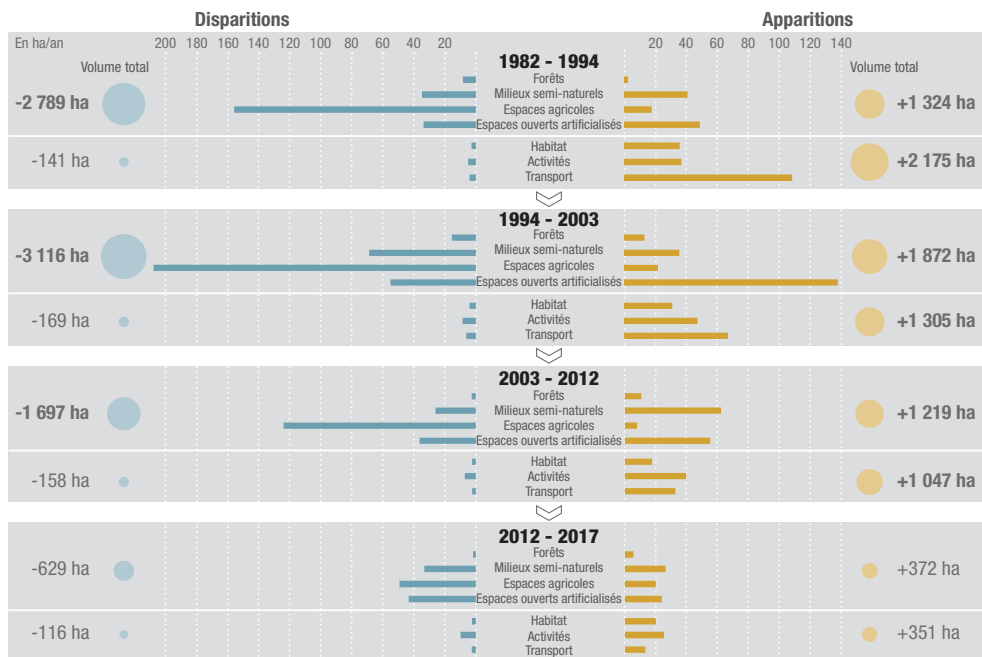 Disparitions Apparitions
En ha/an 200 180 160 140 120 100 80 60 40 20 20 40 60 80 100 120 140
Volume total 1982 - 1994 Volume total
Forêts
-2 789 ha Milieux semi-naturels +1 324 ha
Espaces agricoles
Espaces ouverts artificialisés
Habitat
-141 ha Activités +2 175 ha
Transport
1994 - 2003
Forêts
-3 116 ha Milieux semi-naturels +1 872 ha
Espaces agricoles
Espaces ouverts artificialisés
Habitat
-169 ha Activités +1 305 ha
Transport
2003 - 2012
Forêts
-1 697 ha Milieux semi-naturels +1 219 ha
Espaces agricoles
Espaces ouverts artificialisés
Habitat
-158 ha Activités +1 047 ha
Transport
2012 - 2017
Forêts
-629 ha Milieux semi-naturels +372 ha
Espaces agricoles
Espaces ouverts artificialisés
Habitat
-116 ha Activités +351 ha
Transport